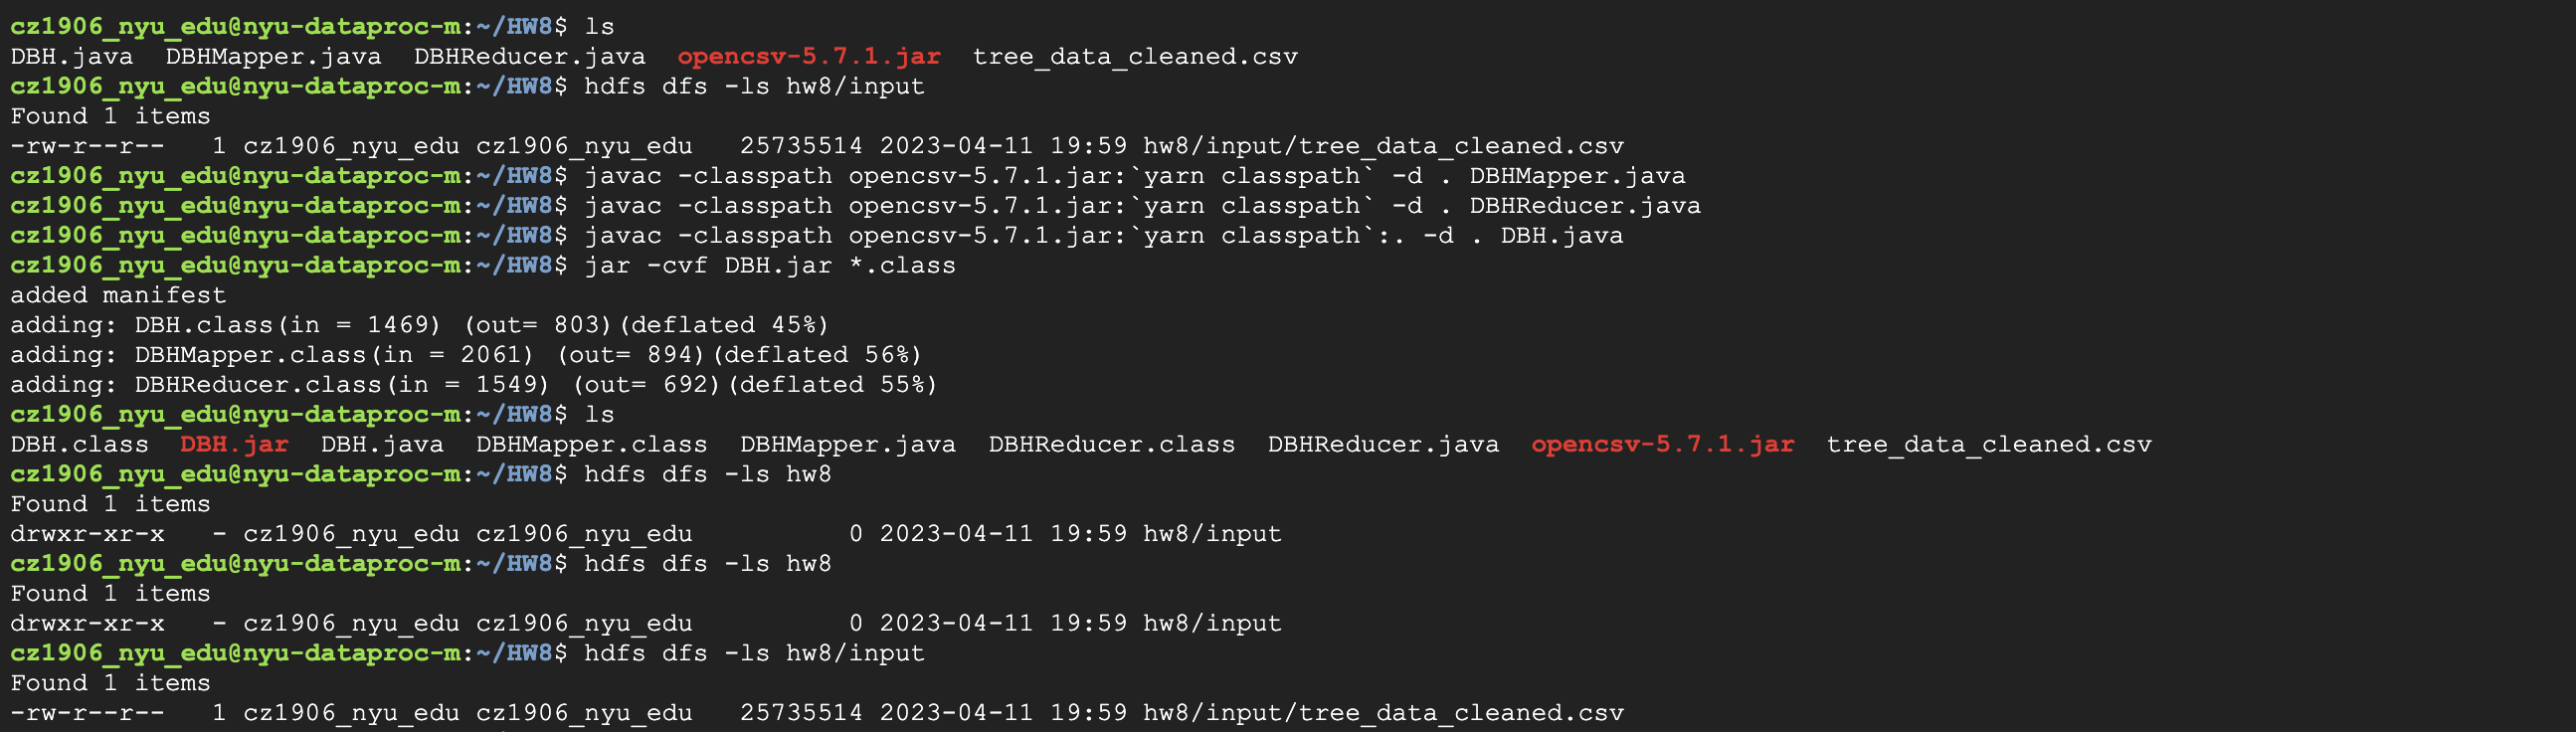 cz1906_nyu_edu@nyu-dataproc-m:~/HW8$ ls
DBH.java  DBHMapper.java  DBHReducer.java  opencsv-5.7.1.jar  tree_data_cleaned.csv
cz1906_nyu_edu@nyu-dataproc-m:~/HW8$ hdfs dfs -ls hw8/input
Found 1 items
-rw-r--r--   1 cz1906_nyu_edu cz1906_nyu_edu   25735514 2023-04-11 19:59 hw8/input/tree_data_cleaned.csv
cz1906_nyu_edu@nyu-dataproc-m:~/HW8$ javac -classpath opencsv-5.7.1.jar:`yarn classpath` -d . DBHMapper.java
cz1906_nyu_edu@nyu-dataproc-m:~/HW8$ javac -classpath opencsv-5.7.1.jar:`yarn classpath` -d . DBHReducer.java
cz1906_nyu_edu@nyu-dataproc-m:~/HW8$ javac -classpath opencsv-5.7.1.jar:`yarn classpath`:. -d . DBH.java
cz1906_nyu_edu@nyu-dataproc-m:~/HW8$ jar -cvf DBH.jar *.class
added manifest
adding: DBH.class(in = 1469) (out= 803)(deflated 45%)
adding: DBHMapper.class(in = 2061) (out= 894)(deflated 56%)
adding: DBHReducer.class(in = 1549) (out= 692)(deflated 55%)
cz1906_nyu_edu@nyu-dataproc-m:~/HW8$ ls
DBH.class  DBH.jar  DBH.java  DBHMapper.class  DBHMapper.java  DBHReducer.class  DBHReducer.java  opencsv-5.7.1.jar  tree_data_cleaned.csv
cz1906_nyu_edu@nyu-dataproc-m:~/HW8$ hdfs dfs -ls hw8
Found 1 items
drwxr-xr-x   - cz1906_nyu_edu cz1906_nyu_edu          0 2023-04-11 19:59 hw8/input
cz1906_nyu_edu@nyu-dataproc-m:~/HW8$ hdfs dfs -ls hw8
Found 1 items
drwxr-xr-x   - cz1906_nyu_edu cz1906_nyu_edu          0 2023-04-11 19:59 hw8/input
cz1906_nyu_edu@nyu-dataproc-m:~/HW8$ hdfs dfs -ls hw8/input
Found 1 items
-rw-r--r--   1 cz1906_nyu_edu cz1906_nyu_edu   25735514 2023-04-11 19:59 hw8/input/tree_data_cleaned.csv